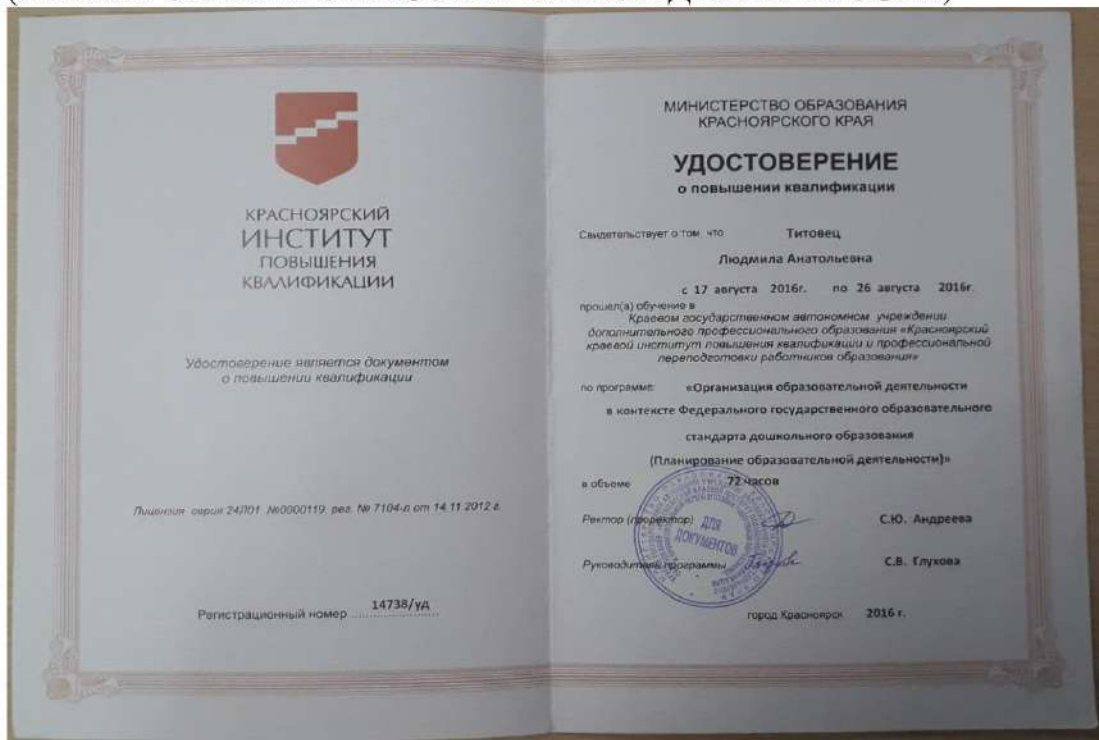 КРАСНОЯРСКИЙ
ИНСТИТУТ
ПОВЫШЕНИЯ
КВАЛИФИКАЦИИ
Удостоверение является документом
о повышении квалификации
Лицензия серия 24Л01 №0000119, рег. № 7104-л от 14.11.2012 г.
Регистрационный номер 14738/уд
МИНИСТЕРСТВО ОБРАЗОВАНИЯ
КРАСНОЯРСКОГО КРАЯ
УДОСТОВЕРЕНИЕ
о повышении квалификации
Свидетельствует о том, что Титовец
Людмила Анатольевна
с 17 августа 2016г. по 26 августа 2016г.
прошел(а) обучение в
Краевом государственном автономном учреждении
дополнительного профессионального образования «Красноярский
краевой институт повышения квалификации и профессиональной
переподготовки работников образования»
по программе: «Организация образовательной деятельности
в контексте Федерального государственного образовательного
стандарта дошкольного образования
(Планирование образовательной деятельности)»
в объеме 72 часов
Ректор (проректор) С.Ю. Андреева
Руководитель программы С.В. Глухова
ДЛЯ
ДОКУМЕНТОВ
город Красноярск 2016 г.